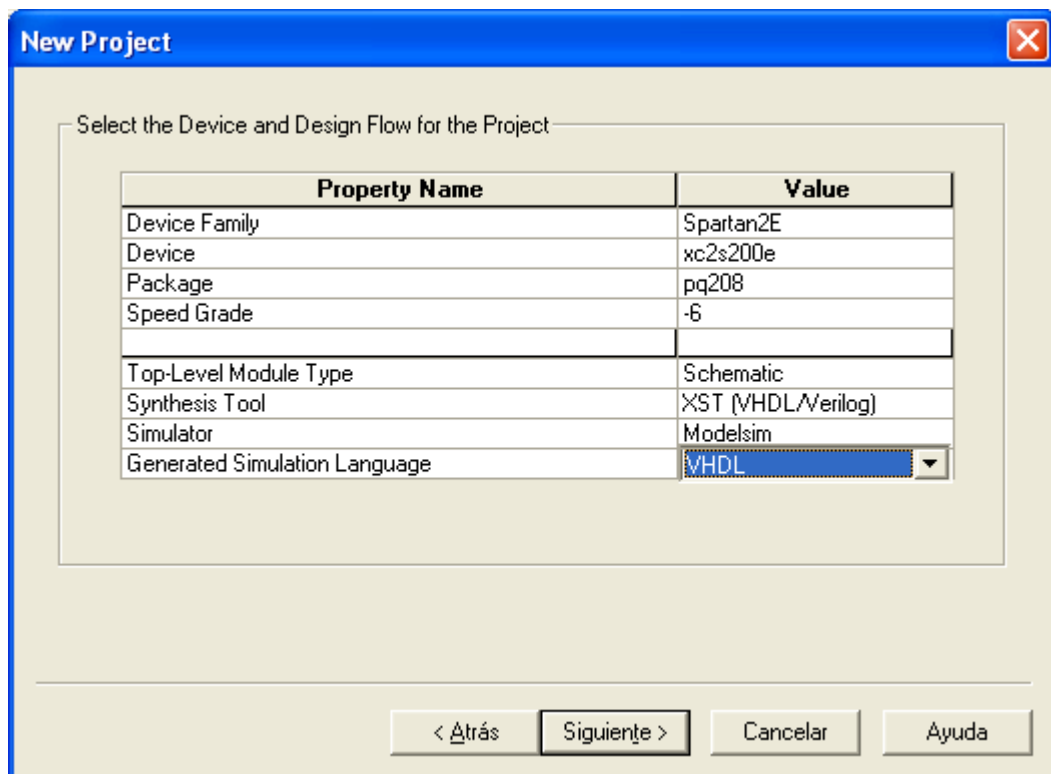 New Project
Select the Device and Design Flow for the Project
Property Name Value
Device Family Spartan2E
Device xc2s200e
Package pq208
Speed Grade -6
Top-Level Module Type Schematic
Synthesis Tool XST (VHDL/Verilog)
Simulator Modelsim
Generated Simulation Language VHDL
< Atrás Siguiente > Cancelar Ayuda